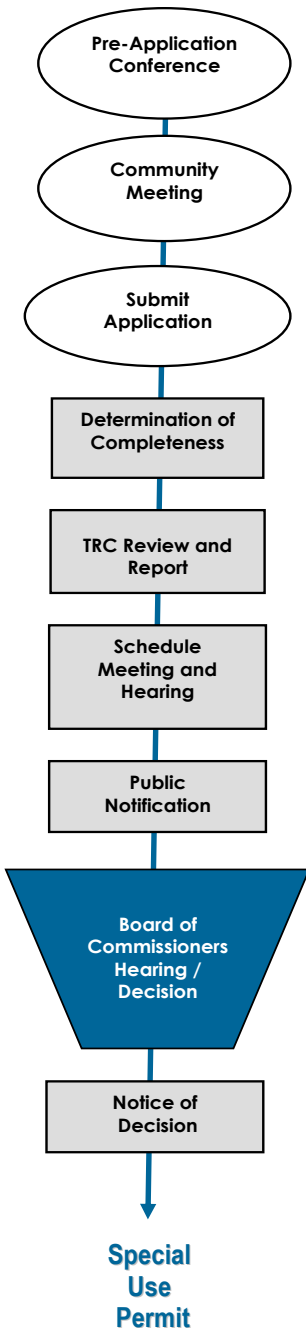 Pre-Application
Conference
Community
Meeting
Submit
Application
Determination of
Completeness
TRC Review and
Report
Schedule
Meeting and
Hearing
Public
Notification
Board of
Commissioners
Hearing /
Decision
Notice of
Decision
Special
Use
Permit